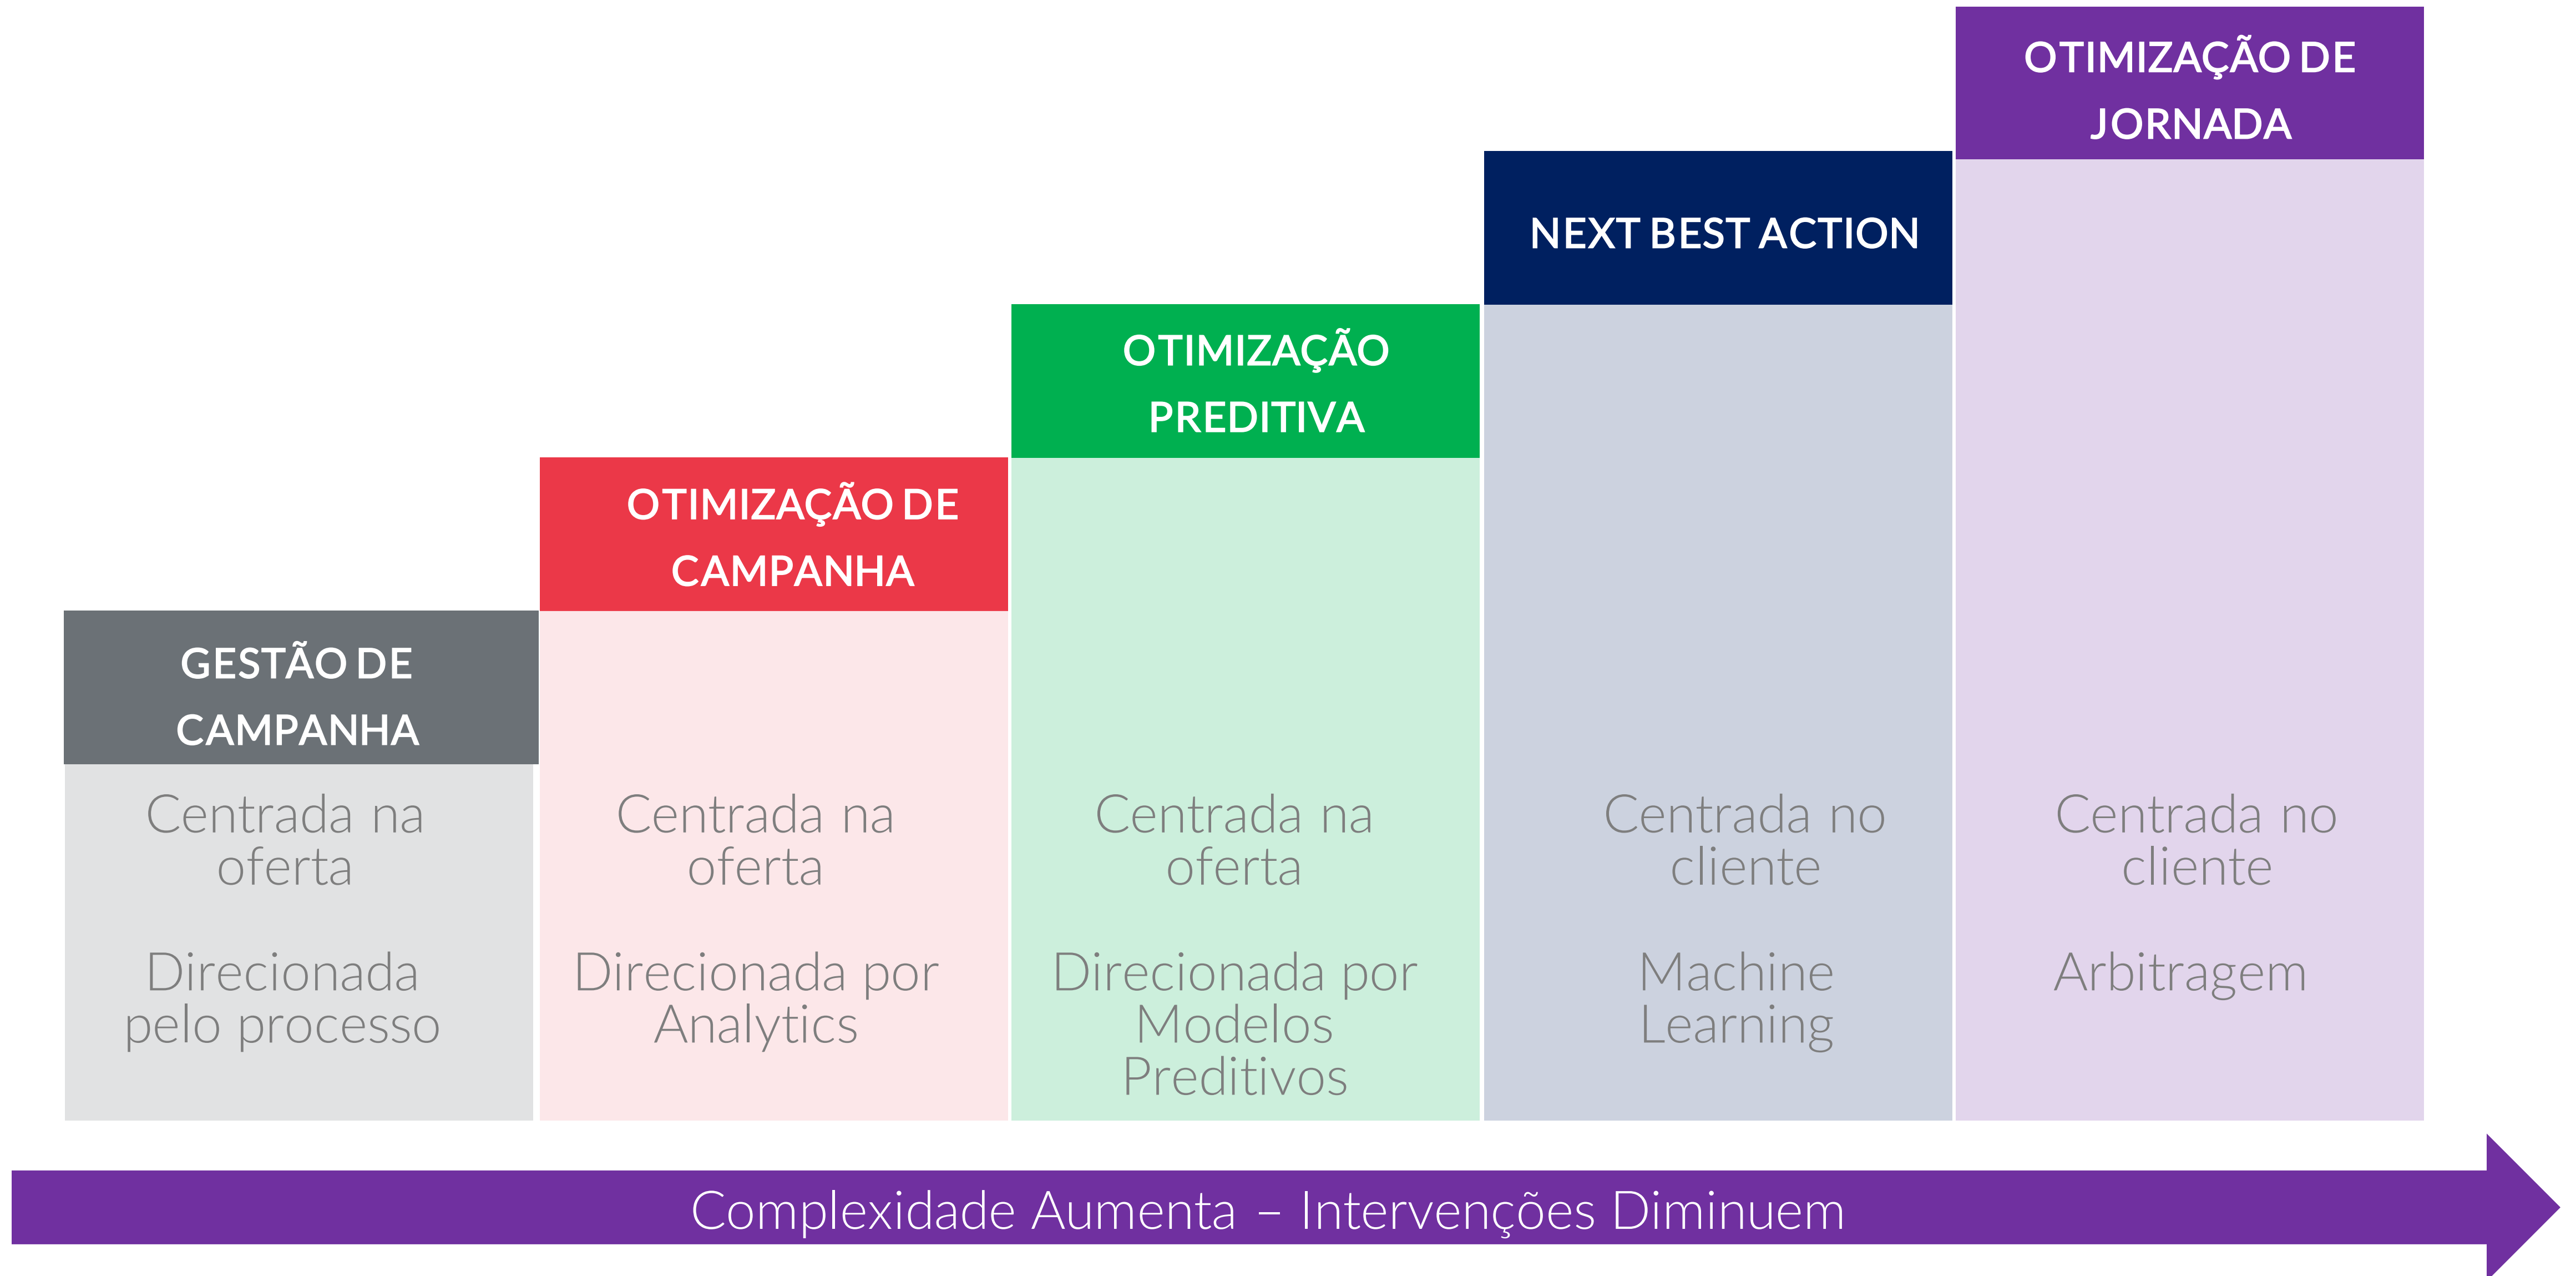 GESTÃO DE
CAMPANHA
Centrada na
oferta
Direcionada
pelo processo
OTIMIZAÇÃO DE
CAMPANHA
Centrada na
oferta
Direcionada por
Analytics
OTIMIZAÇÃO
PREDITIVA
Centrada na
oferta
Direcionada por
Modelos
Preditivos
NEXT BEST ACTION
Centrada no
cliente
Machine
Learning
OTIMIZAÇÃO DE
JORNADA
Centrada no
cliente
Arbitragem
Complexidade Aumenta – Intervenções Diminuem